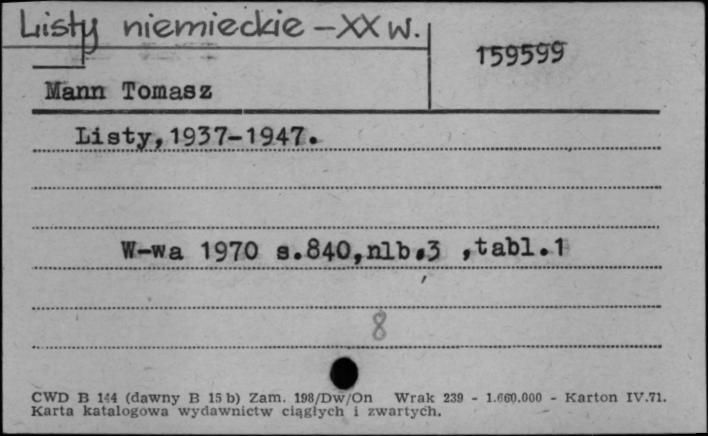 Listy niemieckie – XX w.
159599
Mann Tomasz
Listy,1937-1947.
W-wa 1970 s.840,nlb.3 ,tabl.1
8
CWD B 144 (dawny B 15 b) Zam. 198/Dw/On Wrak 239 - 1.660.000 - Karton IV.71.
Karta katalogowa wydawnictw ciągłych i zwartych.